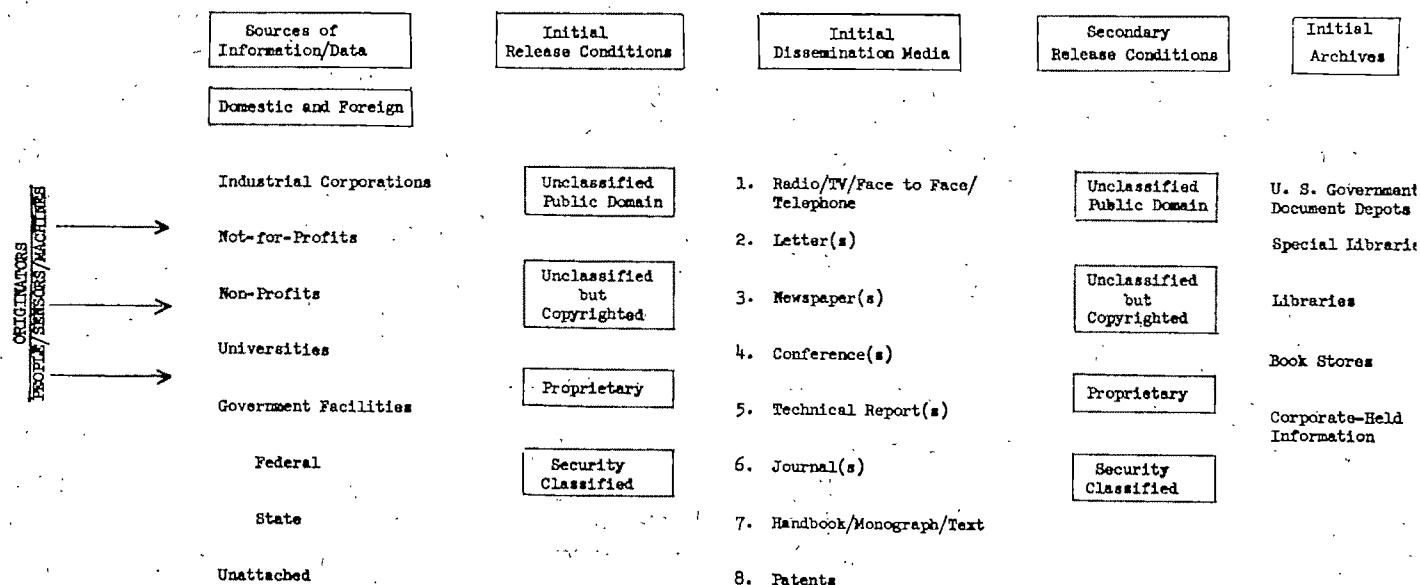 Sources of
Information/Data
Initial
Release Conditions
Initial
Dissemination Media
Secondary
Release Conditions
Initial
Archives
Domestic and Foreign
ORIGINATORS
PEOPLE/SENSORS/MACHINES
Industrial Corporations
Not-for-Profits
Non-Profits
Universities
Government Facilities
Federal
State
Unattached
Unclassified
Public Domain
Unclassified
but
Copyrighted
Proprietary
Security
Classified
1. Radio/TV/Face to Face/
Telephone
2. Letter(s)
3. Newspaper(s)
4. Conference(s)
5. Technical Report(s)
6. Journal(s)
7. Handbook/Monograph/Text
8. Patents
Unclassified
Public Domain
Unclassified
but
Copyrighted
Proprietary
Security
Classified
U. S. Government
Document Depots
Special Librarie
Libraries
Book Stores
Corporate-Held
Information